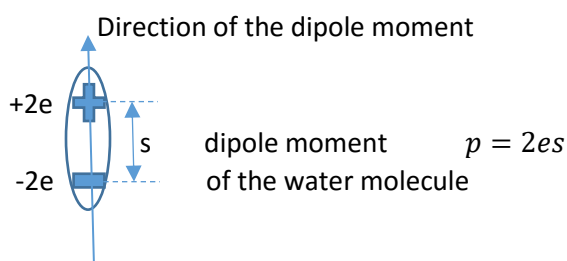 Direction of the dipole moment
+2e
s dipole moment 𝑝 = 2𝑒𝑠
-2e of the water molecule